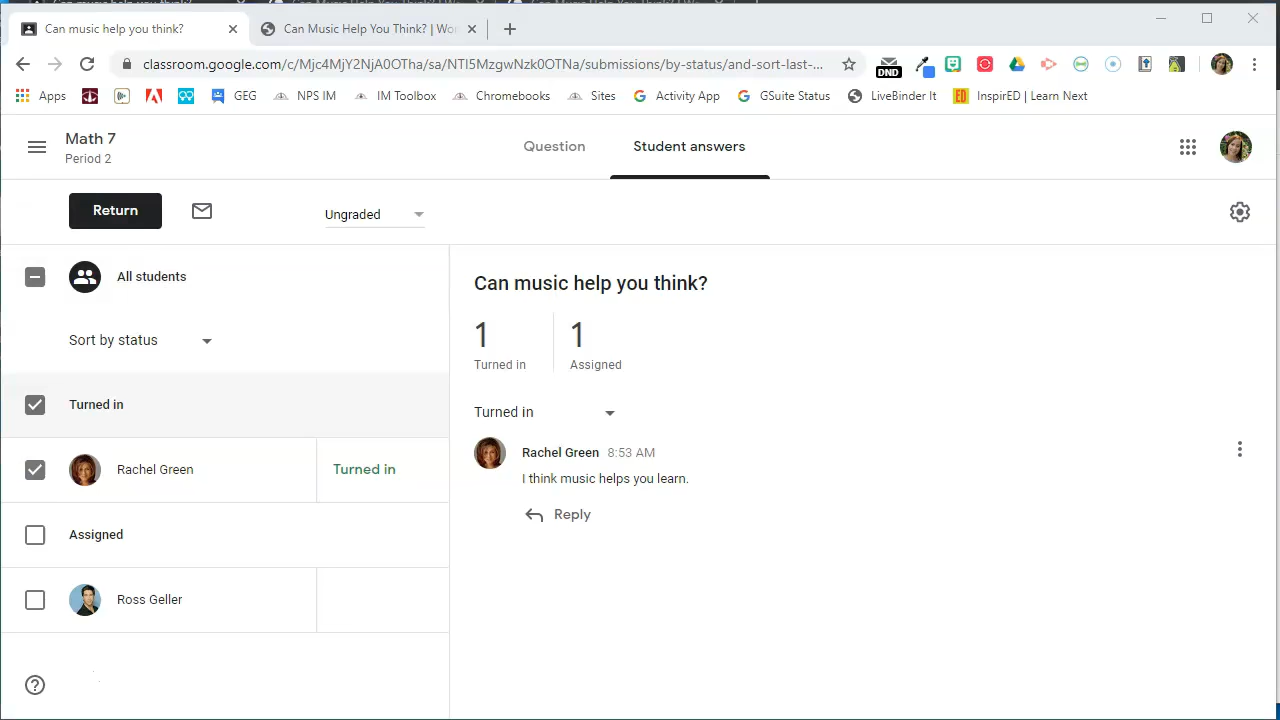 Can music help you think?
Can Music Help You Think? | Wor
classroom.google.com/c/Mjc4MjY2NjA0OTha/sa/NTI5MzgwNzk0OTNa/submissions/by-status/and-sort-last-...
DND
Apps
GEG
NPS IM
IM Toolbox
Chromebooks
Sites
Activity App
GSuite Status
LiveBinder It
ED
InspirED | Learn Next
Math 7
Period 2
Question
Student answers
Return
Ungraded
All students
Sort by status
Turned in
Rachel Green
Turned in
Assigned
Ross Geller
Can music help you think?
1
Turned in
1
Assigned
Turned in
Rachel Green 8:53 AM
I think music helps you learn.
Reply